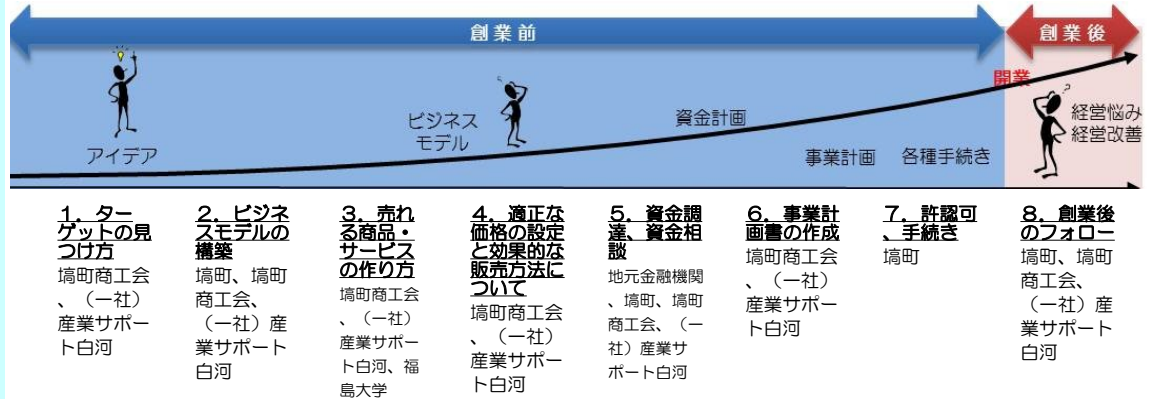 創業前
創業後
開業
アイデア
ビジネス
モデル
資金計画
事業計画
各種手続き
経営悩み
経営改善
1．ター
ゲットの見
つけ方
塙町商工会
、（一社）
産業サポー
ト白河
2．ビジネ
スモデルの
構築
塙町、塙町
商工会、
（一社）産
業サポート
白河
3．売れ
る商品・
サービス
の作り方
塙町商工会
、（一社）
産業サポー
ト白河、福
島大学
4．適正な
価格の設定
と効果的な
販売方法に
ついて
塙町商工会
、（一社）
産業サポー
ト白河
5．資金調
達、資金相
談
地元金融機関
、塙町、塙町
商工会、（一
社）産業サ
ポート白河
6．事業計
画書の作成
塙町商工会
、（一社）
産業サポー
ト白河
7．許認可
、手続き
塙町
8．創業後
のフォロー
塙町、塙町
商工会、
（一社）産
業サポート
白河